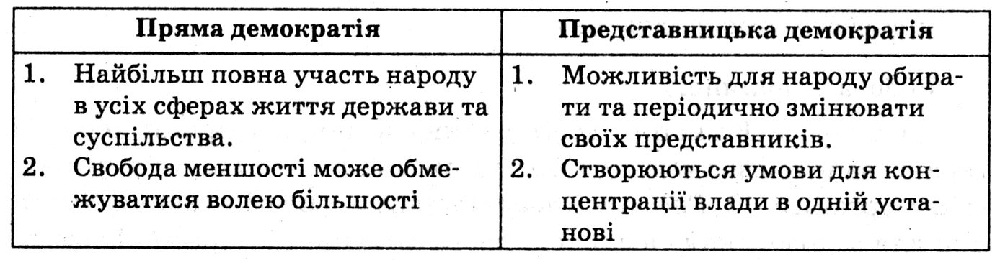 Пряма демократія
Представницька демократія
1. Найбільш повна участь народу
в усіх сферах життя держави та
суспільства.
2. Свобода меншості може обме-
жуватися волею більшості
1. Можливість для народу обира-
ти та періодично змінювати
своїх представників.
2. Створюються умови для кон-
центрації влади в одній уста-
нові